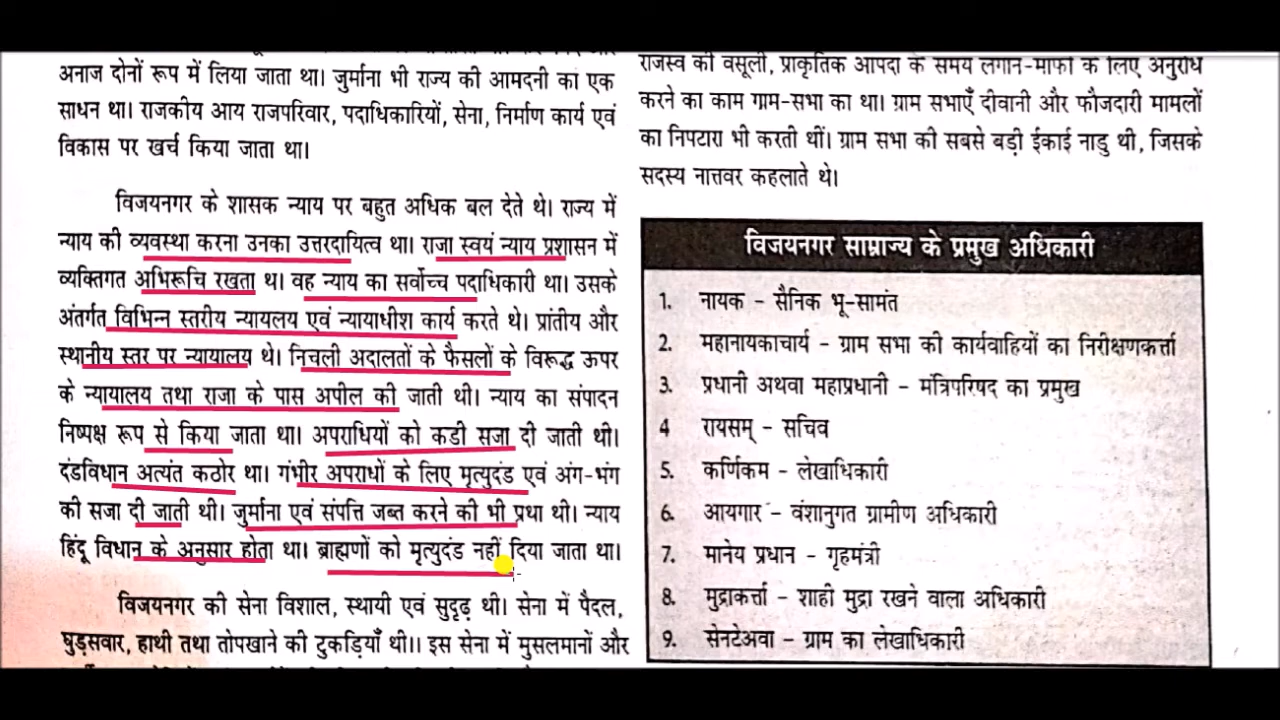 अनाज दोनों रूप में लिया जाता था। जुर्माना भी राज्य की आमदनी का एक
साधन था। राजकीय आय राजपरिवार, पदाधिकारियों, सेना, निर्माण कार्य एवं
विकास पर खर्च किया जाता था।
विजयनगर के शासक न्याय पर बहुत अधिक बल देते थे। राज्य में
न्याय की व्यवस्था करना उनका उत्तरदायित्व था। राजा स्वयं न्याय प्रशासन में
व्यक्तिगत अभिरूचि रखता था। वह न्याय का सर्वोच्च पदाधिकारी था। उसके
अंतर्गत विभिन्न स्तरीय न्यायलय एवं न्यायाधीश कार्य करते थे। प्रांतीय और
स्थानीय स्तर पर न्यायालय थे। निचली अदालतों के फैसलों के विरूद्ध ऊपर
के न्यायालय तथा राजा के पास अपील की जाती थी। न्याय का संपादन
निष्पक्ष रूप से किया जाता था। अपराधियों को कडी सजा दी जाती थी।
दंडविधान अत्यंत कठोर था। गंभीर अपराधों के लिए मृत्युदंड एवं अंग-भंग
की सजा दी जाती थी। जुर्माना एवं संपत्ति जब्त करने की भी प्रथा थी। न्याय
हिंदू विधान के अनुसार होता था। ब्राह्मणों को मृत्युदंड नहीं दिया जाता था।
विजयनगर की सेना विशाल, स्थायी एवं सुदृढ़ थी। सेना में पैदल,
घुड़सवार, हाथी तथा तोपखाने की टुकड़ियाँ थी।। इस सेना में मुसलमानों और
राजस्व की वसूली, प्राकृतिक आपदा के समय लगान-माफी के लिए अनुरोध
करने का काम गाम-सभा का था। ग्राम सभाएँ दीवानी और फौजदारी मामलों
का निपटारा भी करती थीं। ग्राम सभा की सबसे बड़ी ईकाई नाडु थी, जिसके
सदस्य नात्तवर कहलाते थे।
विजयनगर साम्राज्य के प्रमुख अधिकारी
1. नायक - सैनिक भू-सामंत
2. महानायकाचार्य - ग्राम सभा की कार्यवाहियों का निरीक्षणकर्त्ता
3. प्रधानी अथवा महाप्रधानी - मंत्रिपरिषद का प्रमुख
4 रायसम् - सचिव
5. कर्णिकम - लेखाधिकारी
6. आयगार - वंशानुगत ग्रामीण अधिकारी
7. मानेय प्रधान - गृहमंत्री
8. मुद्राकर्त्ता - शाही मुद्रा रखने वाला अधिकारी
9. सेनटेअवा - ग्राम का लेखाधिकारी